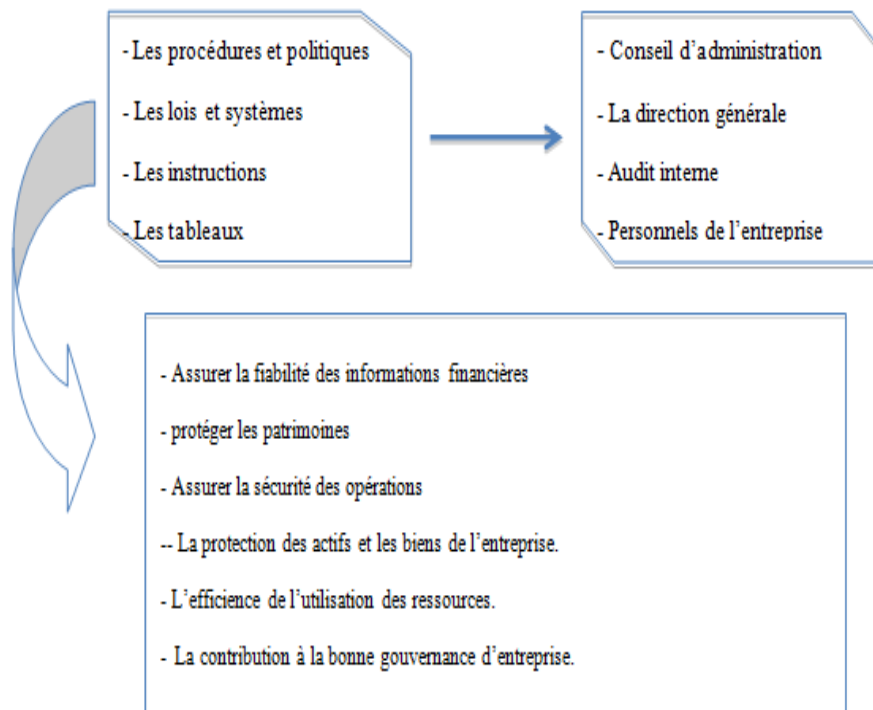 - Les procédures et politiques
- Les lois et systèmes
- Les instructions
- Les tableaux
- Conseil d'administration
- La direction générale
- Audit interne
- Personnels de l'entreprise
- Assurer la fiabilité des informations financières
- protéger les patrimoines
- Assurer la sécurité des opérations
-- La protection des actifs et les biens de l'entreprise.
- L'efficience de l'utilisation des ressources.
- La contribution à la bonne gouvernance d'entreprise.